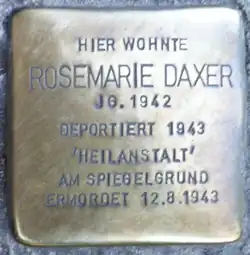 HIER WOHNTE
ROSEMARIE DAXER
JG. 1942
DEPORTIERT 1943
'HEILANSTALT'
AM SPIEGELGRUND
ERMORDET 12.8.1943